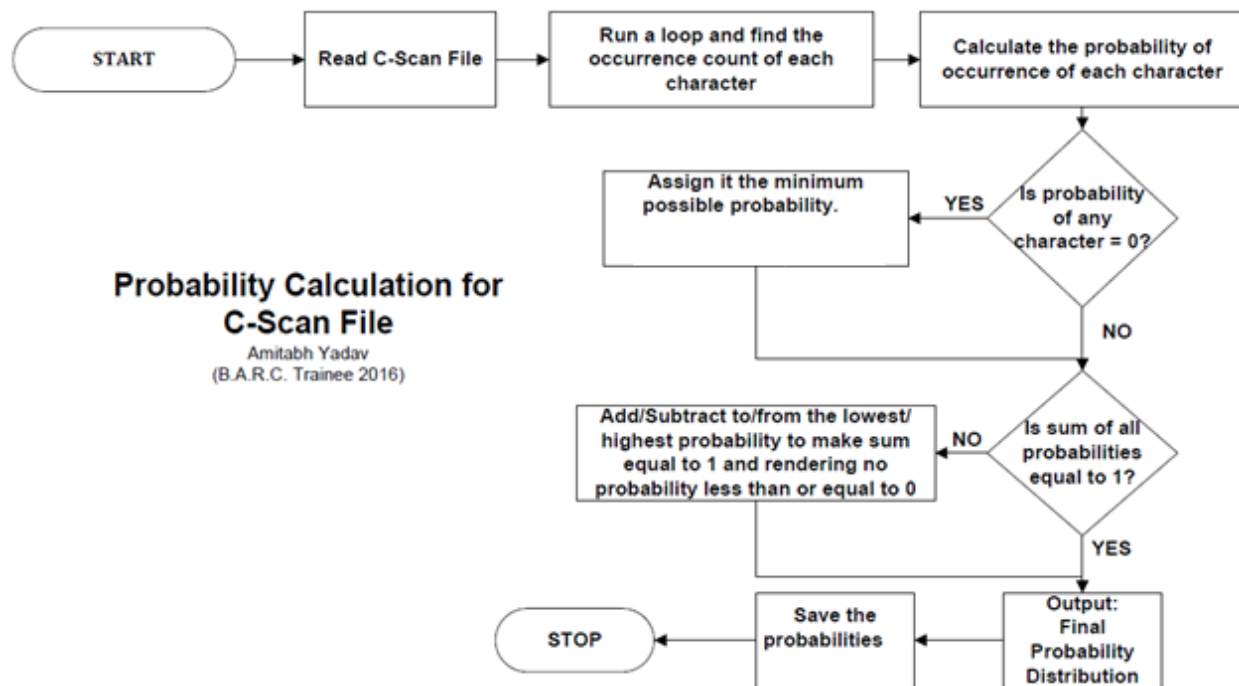 START
Read C-Scan File
Run a loop and find the
occurrence count of each
character
Calculate the probability of
occurrence of each character
Is probability
of any
character = 0?
YES
Assign it the minimum
possible probability.
NO
Probability Calculation for
C-Scan File
Amitabh Yadav
(B.A.R.C. Trainee 2016)
Is sum of all
probabilities
equal to 1?
NO
Add/Subtract to/from the lowest/
highest probability to make sum
equal to 1 and rendering no
probability less than or equal to 0
YES
Output:
Final
Probability
Distribution
Save the
probabilities
STOP